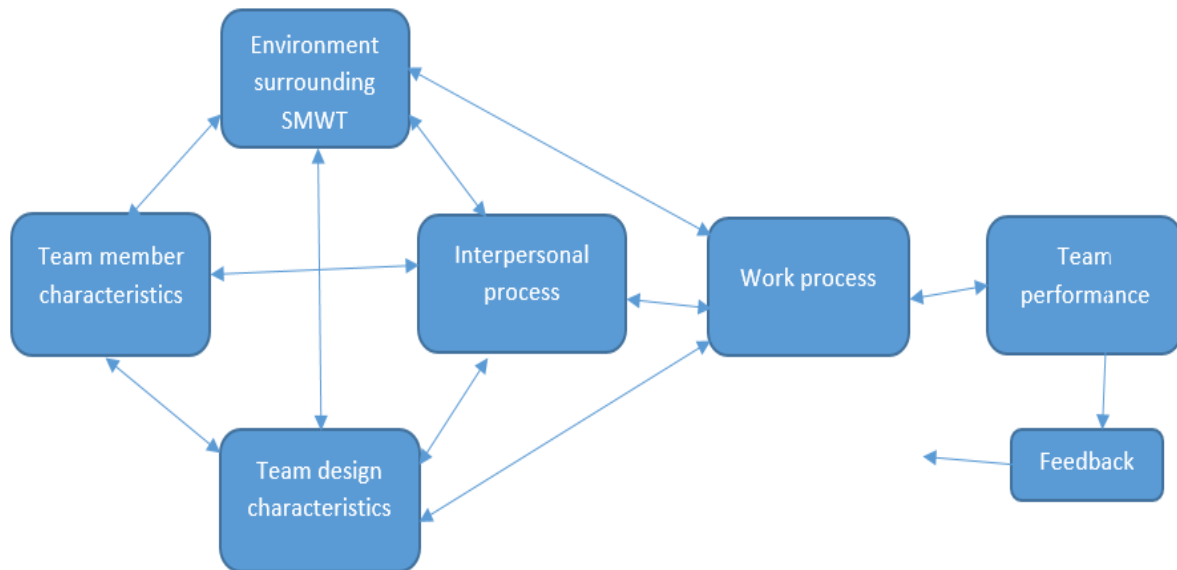 Environment
surrounding
SMWT
Team member
characteristics
Interpersonal
process
Work process
Team
performance
Team design
characteristics
Feedback